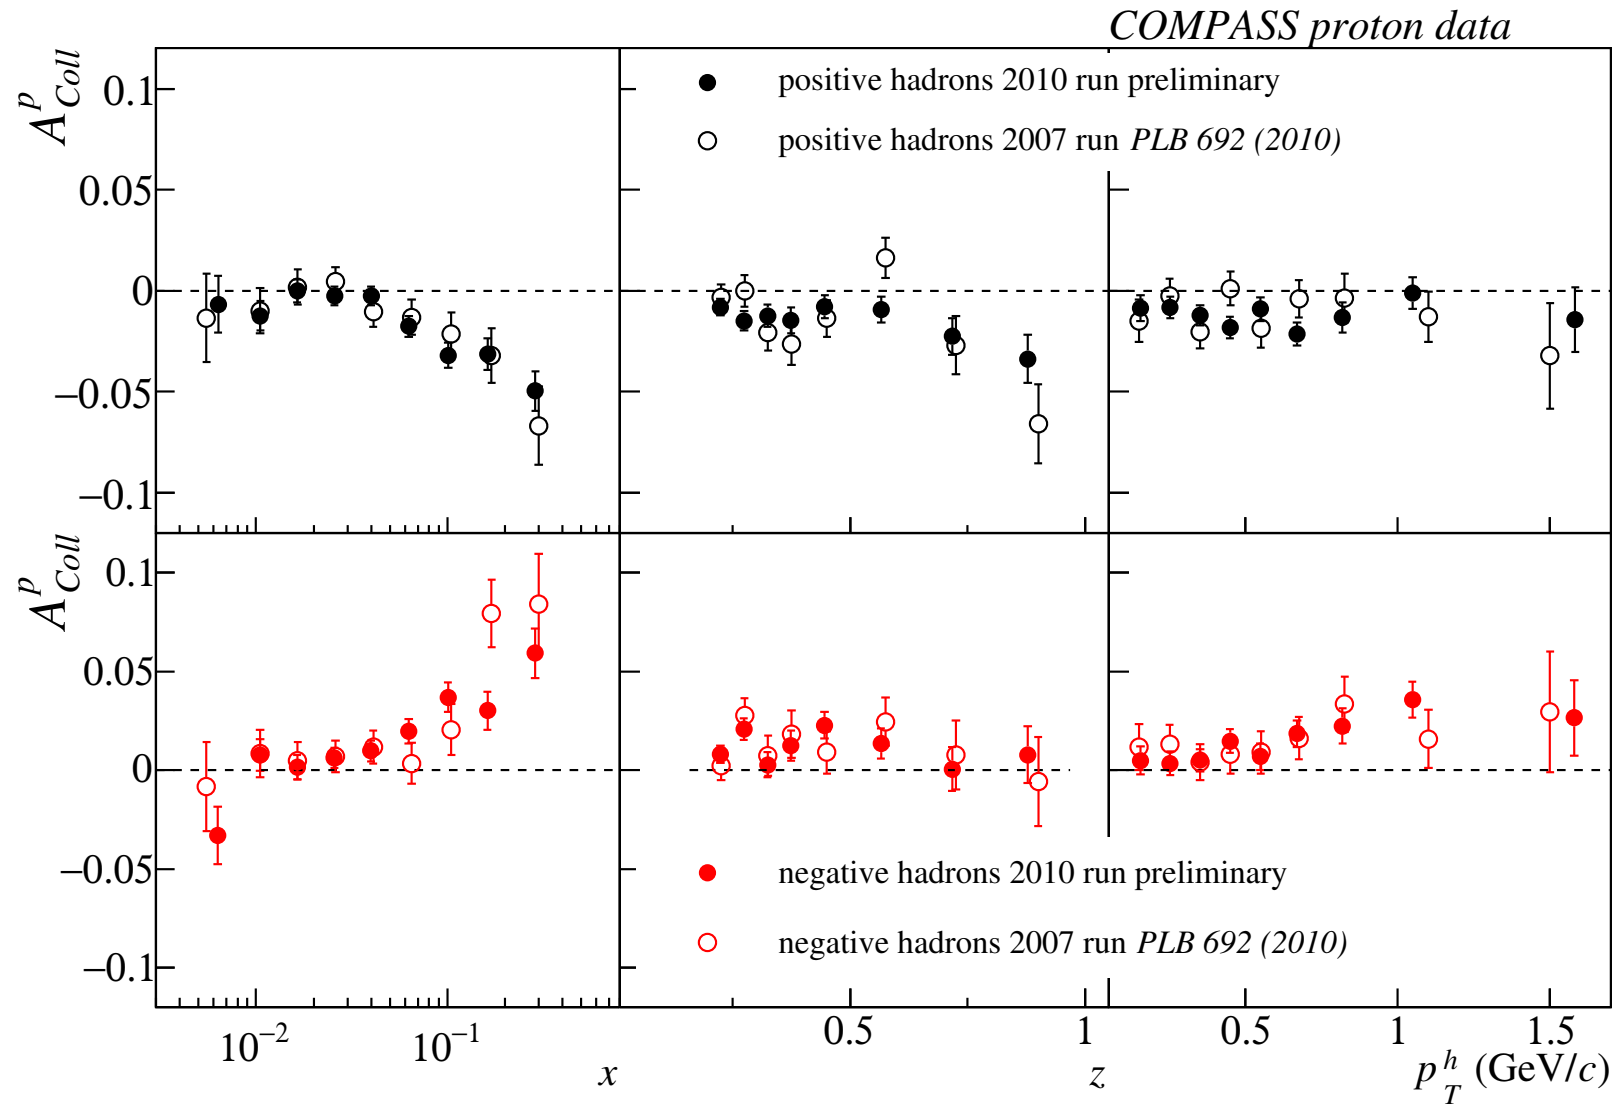 COMPASS proton data
A^p_Coll
0.1
0.05
0
−0.05
−0.1
positive hadrons 2010 run preliminary
positive hadrons 2007 run PLB 692 (2010)
A^p_Coll
0.1
0.05
0
−0.05
−0.1
negative hadrons 2010 run preliminary
negative hadrons 2007 run PLB 692 (2010)
10^−2 10^−1
x
0.5 1
z
0.5 1 1.5
p^h_T (GeV/c)